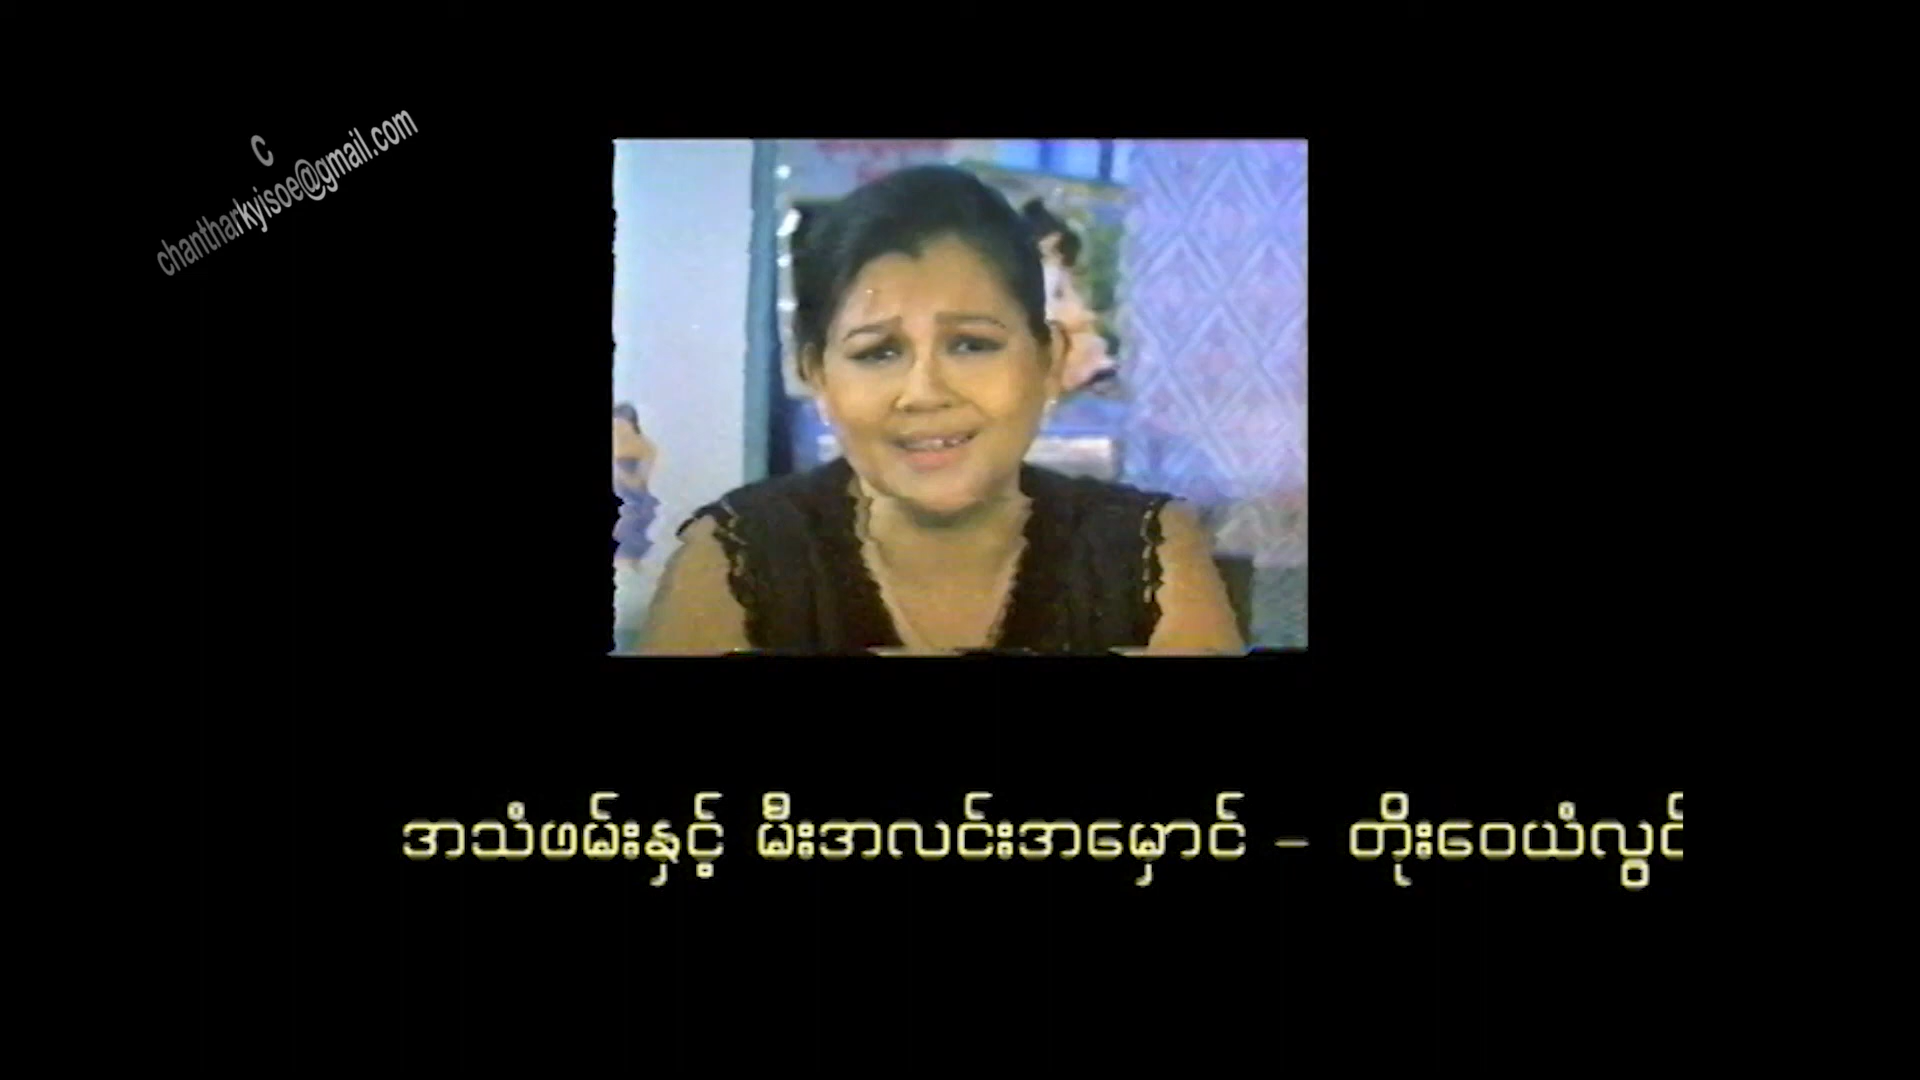 c
chantharkyisoe@gmail.com
အသံဖမ်းနှင့် မီးအလင်းအမှောင် – တိုးဝေယံလွင်